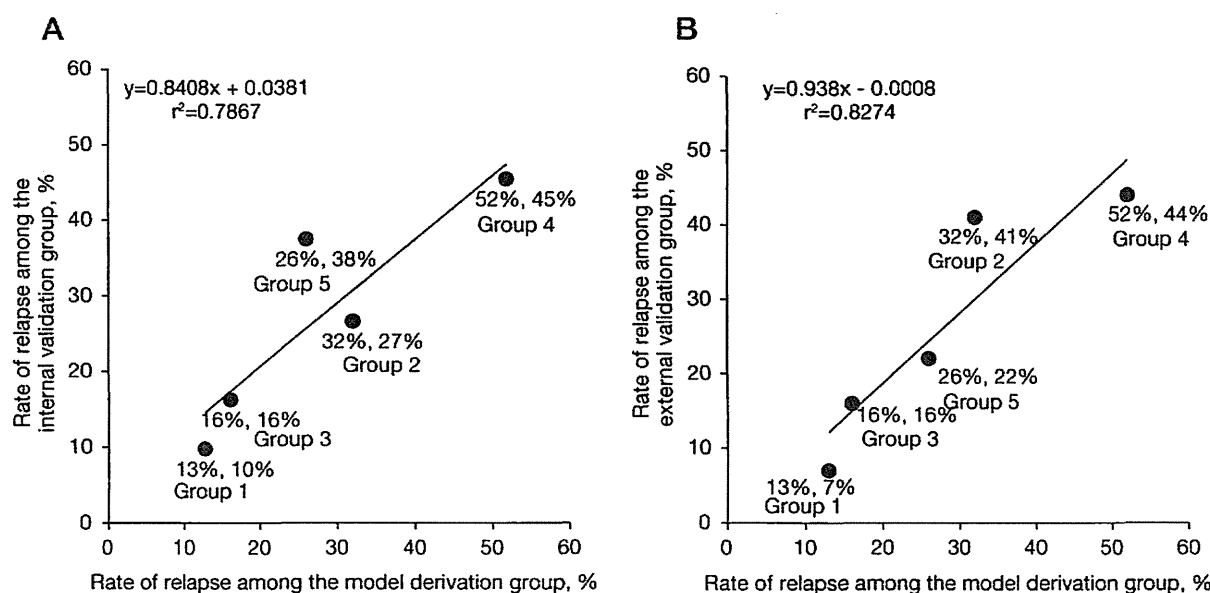 A
60
50
40
30
20
10
0
0 10 20 30 40 50 60
Rate of relapse among the
internal validation group, %
y=0.8408x + 0.0381
r²=0.7867
52%, 45%
Group 4
26%, 38%
Group 5
32%, 27%
Group 2
16%, 16%
Group 3
13%, 10%
Group 1
Rate of relapse among the model derivation group, %
B
60
50
40
30
20
10
0
0 10 20 30 40 50 60
Rate of relapse among the
external validation group, %
y=0.938x - 0.0008
r²=0.8274
52%, 44%
Group 4
32%, 41%
Group 2
26%, 22%
Group 5
16%, 16%
Group 3
13%, 7%
Group 1
Rate of relapse among the model derivation group, %